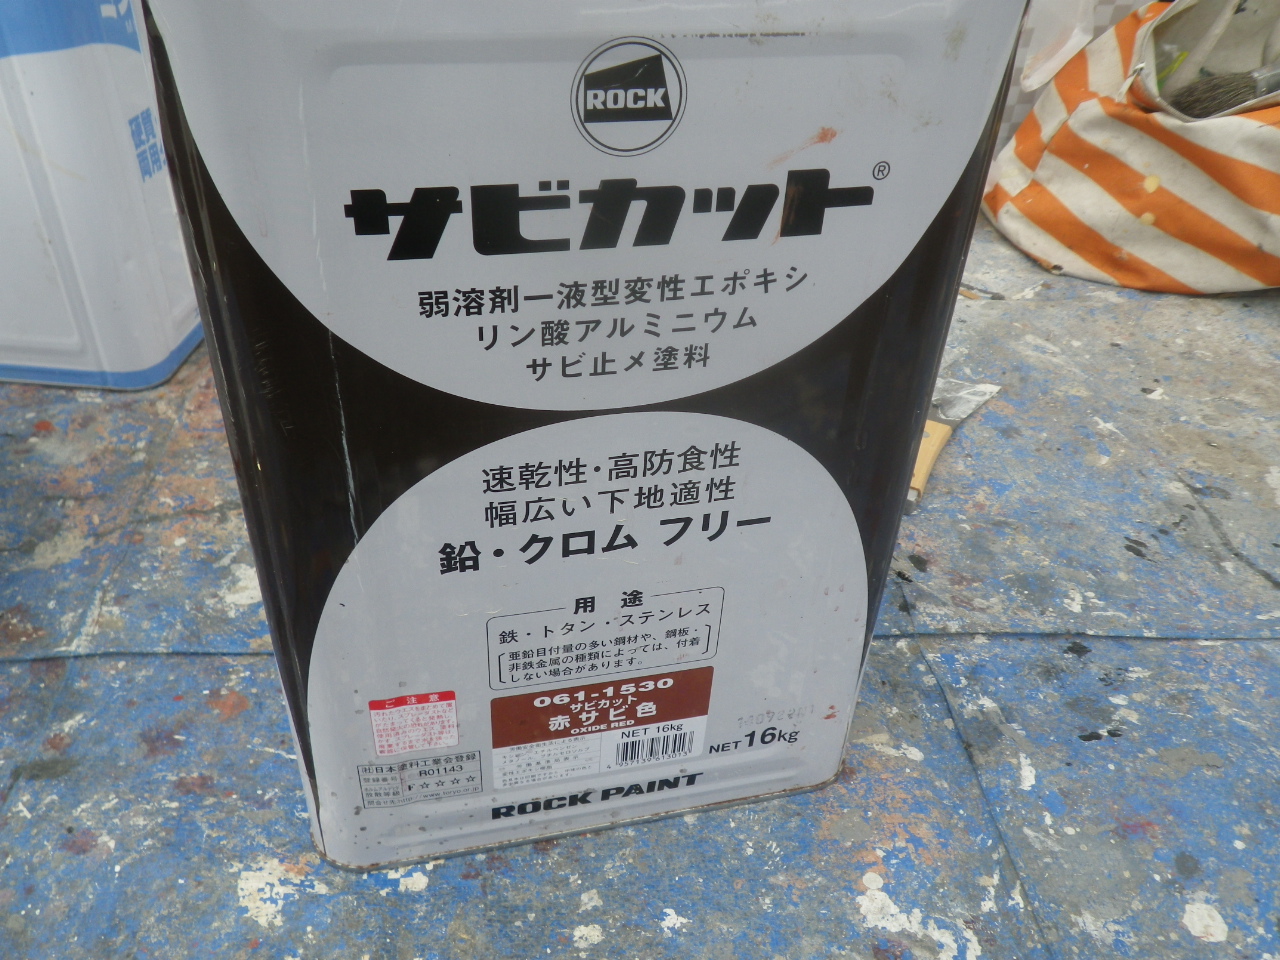 ROCK
サビカット®
弱溶剤一液型変性エポキシ
リン酸アルミニウム
サビ止メ塗料
速乾性・高防食性
幅広い下地適性
鉛・クロム フリー
用 途
鉄・トタン・ステンレス
亜鉛目付量の多い鋼材や、鋼板・
非鉄金属の種類によっては、付着
しない場合があります。
061-1530
サビカット
赤サビ色
OXIDE RED
NET 16kg
NET 16kg
ご注意
日本塗料工業会登録
登録番号 R01143
F☆☆☆☆
ROCK PAINT